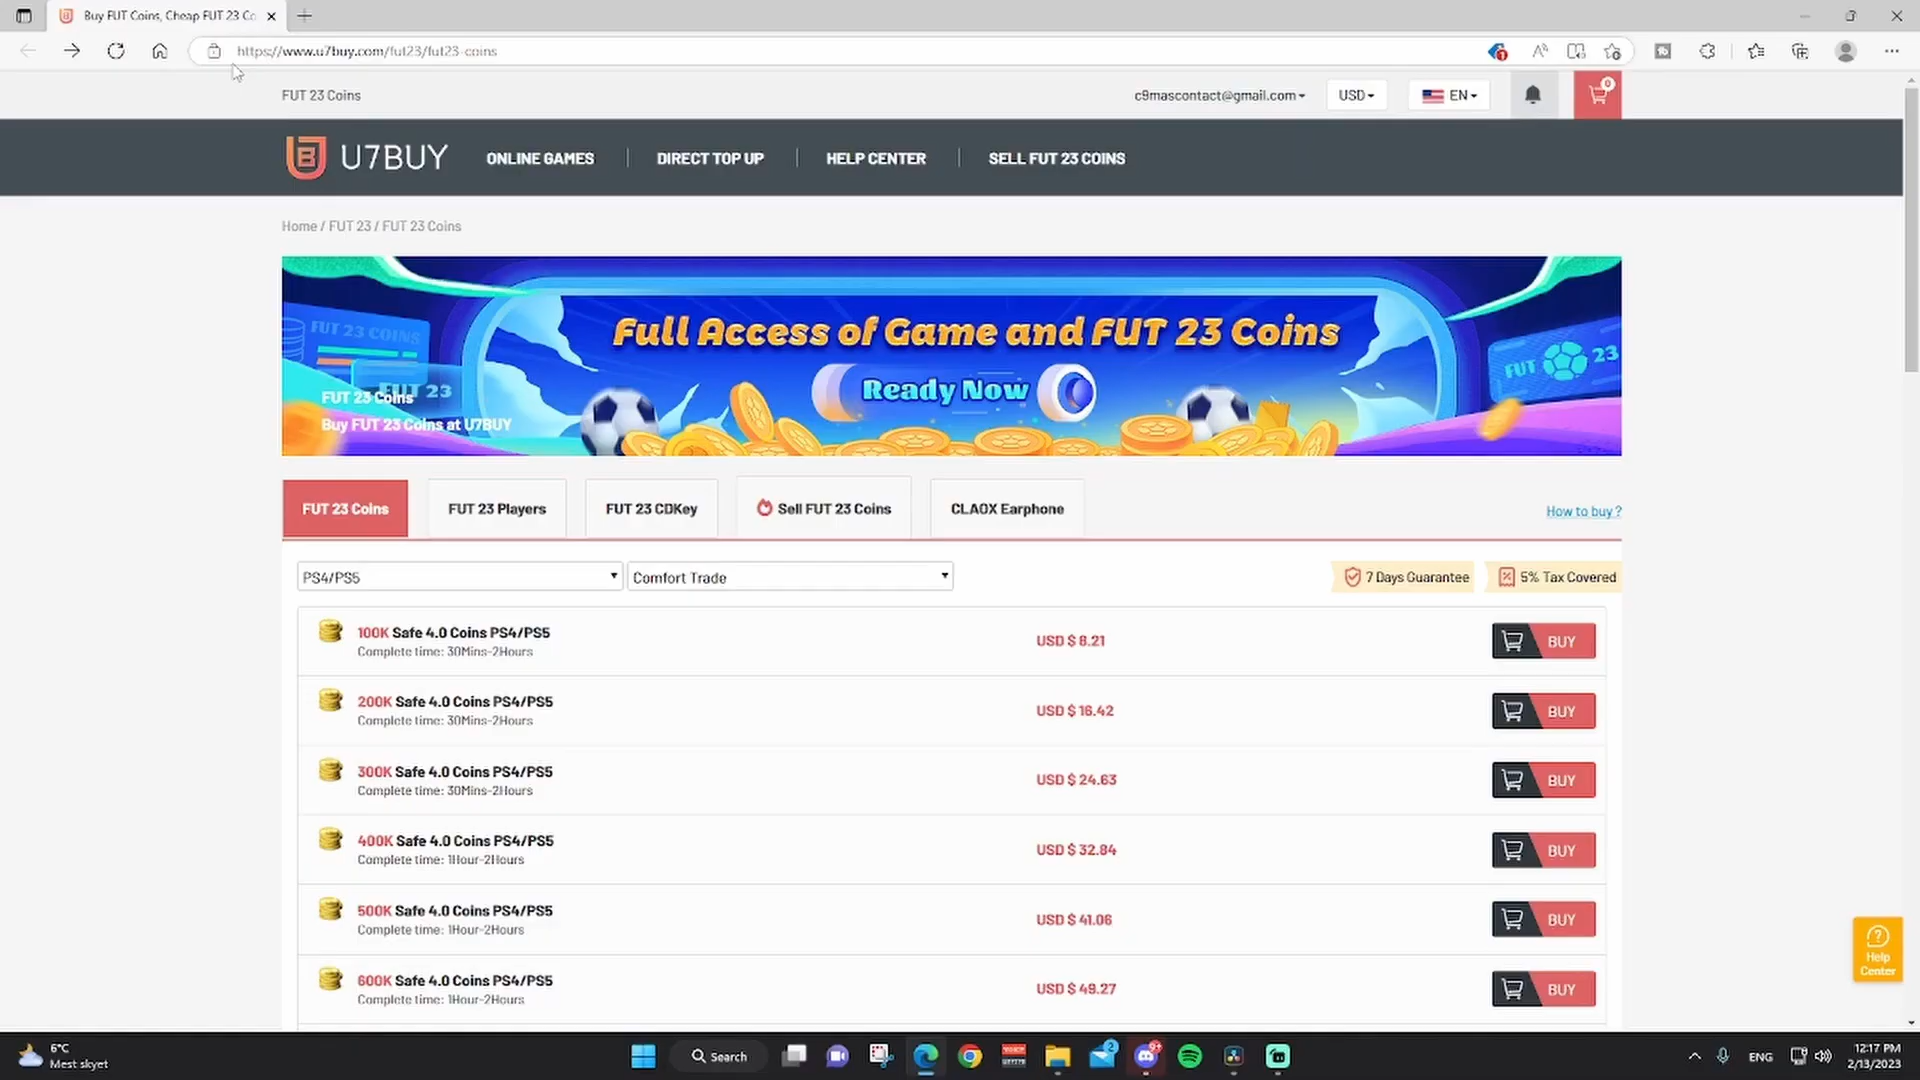 Buy FUT Coins, Cheap FUT 23 Co
https://www.u7buy.com/fut23/fut23-coins
1
FUT 23 Coins
c9mascontact@gmail.com
USD
EN
0
U7BUY
ONLINE GAMES
DIRECT TOP UP
HELP CENTER
SELL FUT 23 COINS
Home / FUT 23 / FUT 23 Coins
Full Access of Game and FUT 23 Coins
Ready Now
FUT 23 COINS
FUT 23
FUT 23
FUT 23 Coins
Buy FUT 23 Coins at U7BUY
FUT 23 Coins
FUT 23 Players
FUT 23 CDKey
Sell FUT 23 Coins
CLAOX Earphone
How to buy ?
PS4/PS5
Comfort Trade
7 Days Guarantee
5% Tax Covered
100K Safe 4.0 Coins PS4/PS5
Complete time: 30Mins-2Hours
USD $ 8.21
BUY
200K Safe 4.0 Coins PS4/PS5
Complete time: 30Mins-2Hours
USD $ 16.42
BUY
300K Safe 4.0 Coins PS4/PS5
Complete time: 30Mins-2Hours
USD $ 24.63
BUY
400K Safe 4.0 Coins PS4/PS5
Complete time: 1Hour-2Hours
USD $ 32.84
BUY
500K Safe 4.0 Coins PS4/PS5
Complete time: 1Hour-2Hours
USD $ 41.06
BUY
600K Safe 4.0 Coins PS4/PS5
Complete time: 1Hour-2Hours
USD $ 49.27
BUY
Help
Center
6°C
Mest skyet
Search
2
9+
ENG
12:17 PM
2/13/2023